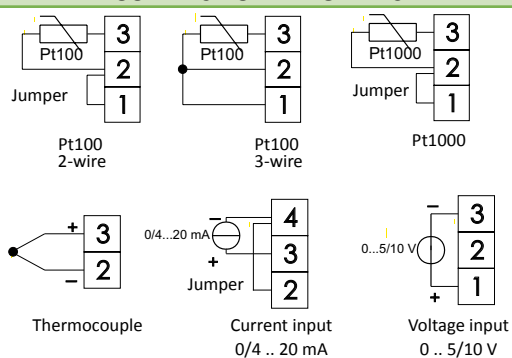 3
Pt100
2
Jumper
1
Pt100
2-wire
3
Pt100
2
1
Pt100
3-wire
3
Pt1000
2
Jumper
1
Pt1000
+
3
2
−
Thermocouple
−
4
0/4...20 mA
3
+
Jumper
2
Current input
0/4 .. 20 mA
−
3
0...5/10 V
2
1
+
Voltage input
0 .. 5/10 V